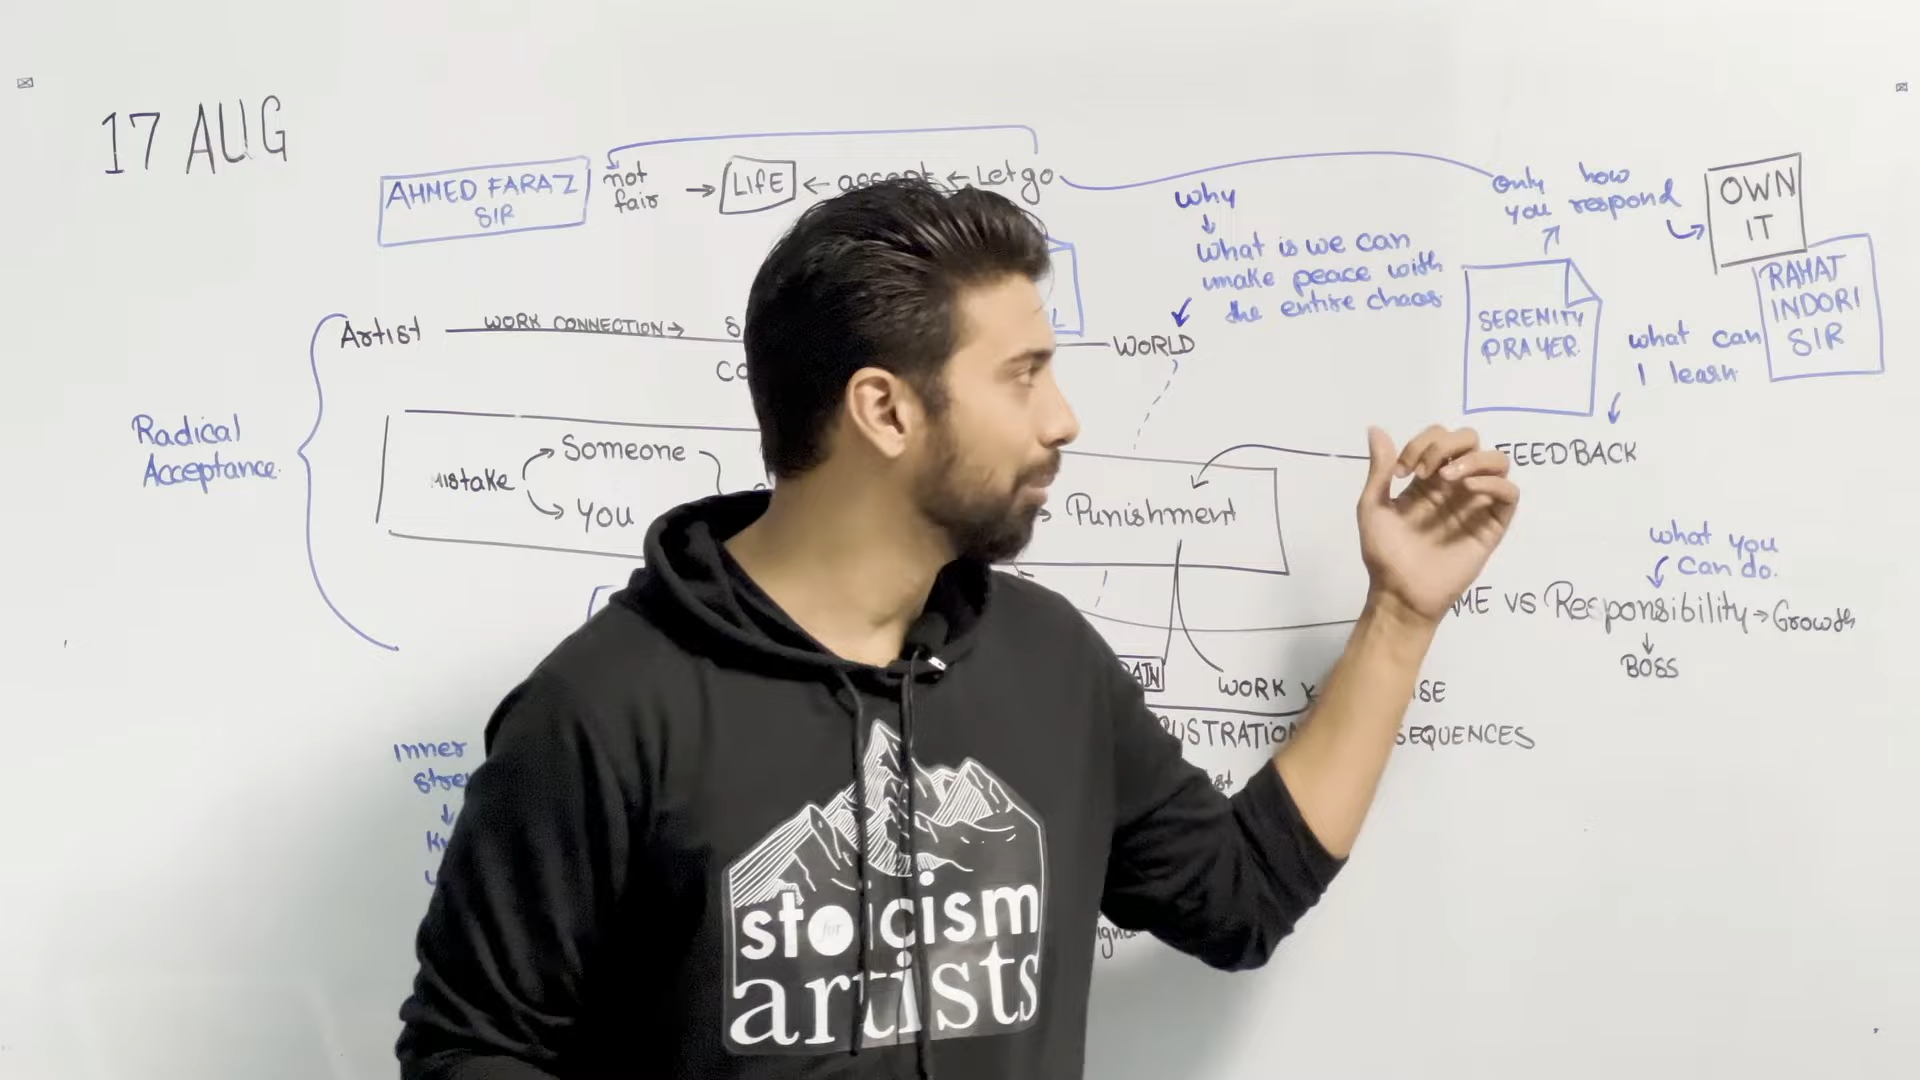 17 AUG
AHMED FARAZ
SIR
not
fair
→ LIFE ← accept ← Let go
Why
↓
What is we can
make peace with
the entire chaos
only how
you respond
OWN
IT
RAHAT
INDORI
SIR
SERENITY
PRAYER
what can
I learn
Artist
WORK CONNECTION →
WORLD
Radical
Acceptance.
Mistake
Someone
You
Punishment
FEEDBACK
what you
can do.
VS Responsibility → Growth
↓
BOSS
WORK
Inner
stoicism
for
artists